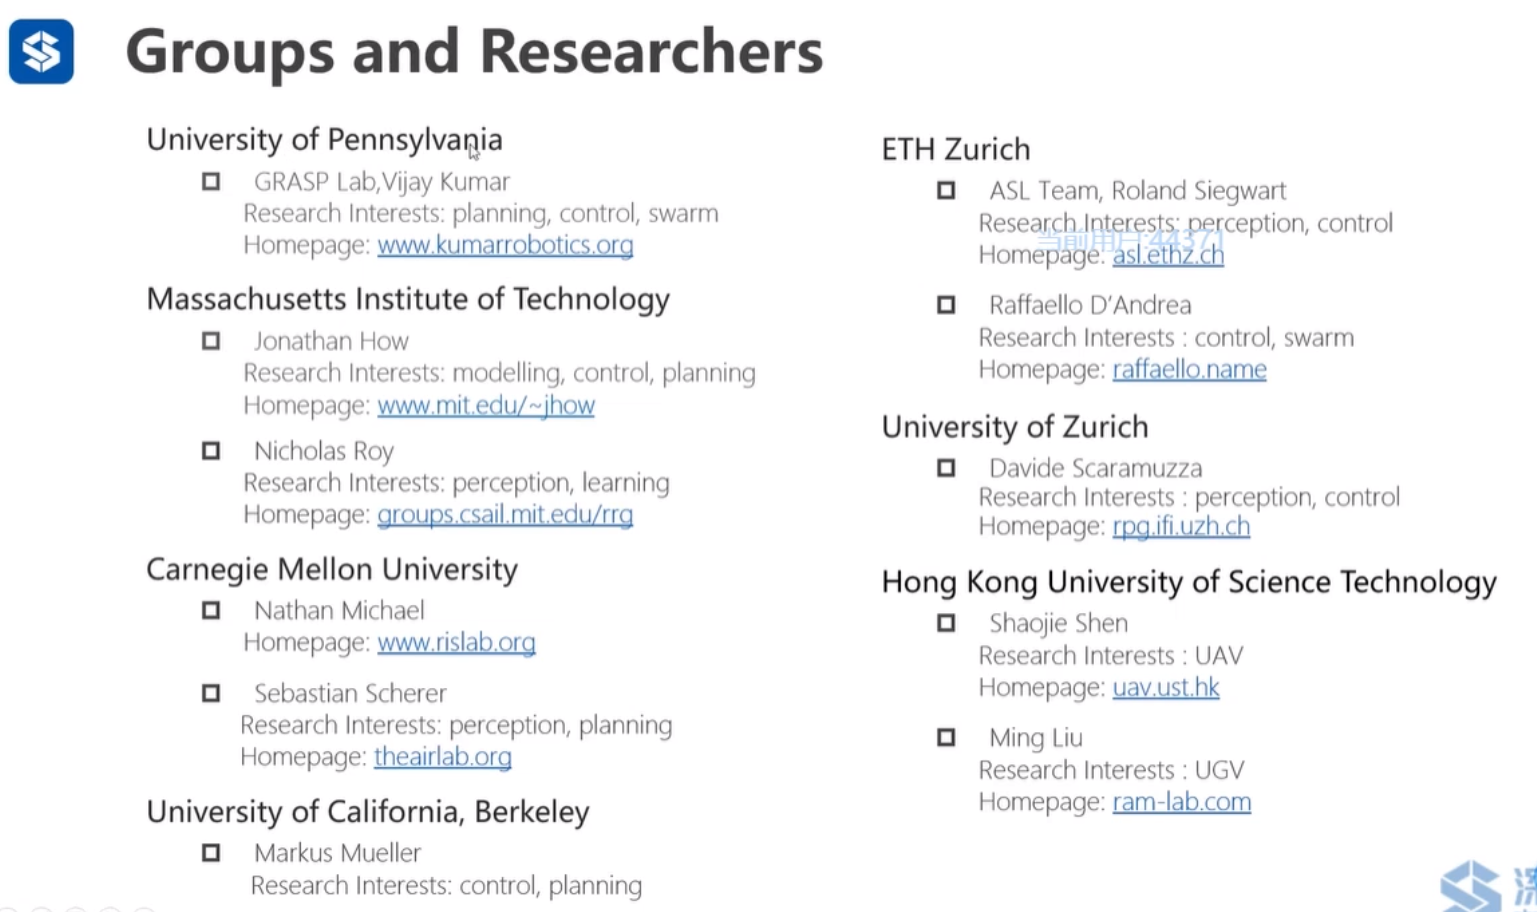 Groups and Researchers
University of Pennsylvania
GRASP Lab,Vijay Kumar
Research Interests: planning, control, swarm
Homepage: www.kumarrobotics.org
Massachusetts Institute of Technology
Jonathan How
Research Interests: modelling, control, planning
Homepage: www.mit.edu/~jhow
Nicholas Roy
Research Interests: perception, learning
Homepage: groups.csail.mit.edu/rrg
Carnegie Mellon University
Nathan Michael
Homepage: www.rislab.org
Sebastian Scherer
Research Interests: perception, planning
Homepage: theairlab.org
University of California, Berkeley
Markus Mueller
Research Interests: control, planning
ETH Zurich
ASL Team, Roland Siegwart
Research Interests: perception, control
当前用户:44371
Homepage: asl.ethz.ch
Raffaello D’Andrea
Research Interests : control, swarm
Homepage: raffaello.name
University of Zurich
Davide Scaramuzza
Research Interests : perception, control
Homepage: rpg.ifi.uzh.ch
Hong Kong University of Science Technology
Shaojie Shen
Research Interests : UAV
Homepage: uav.ust.hk
Ming Liu
Research Interests : UGV
Homepage: ram-lab.com